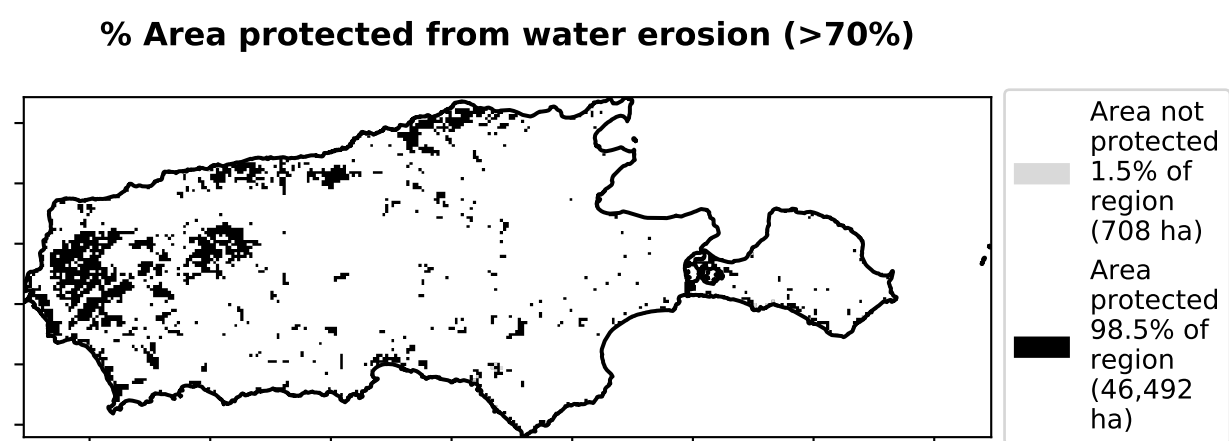 % Area protected from water erosion (>70%)
Area not
protected
1.5% of
region
(708 ha)
Area
protected
98.5% of
region
(46,492
ha)